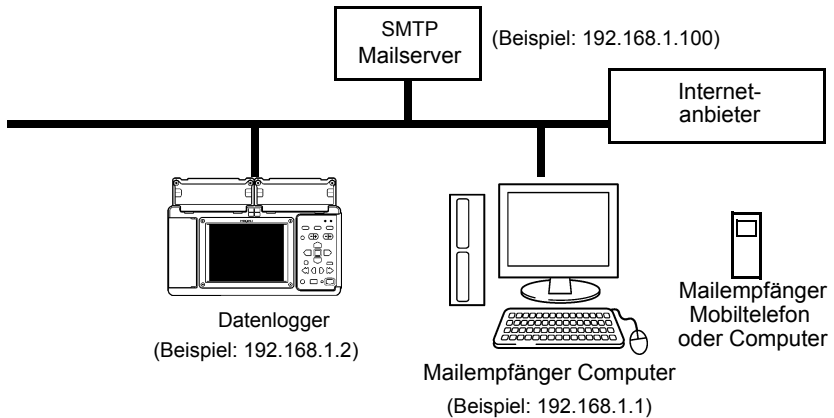 SMTP
Mailserver
(Beispiel: 192.168.1.100)
Internet-
anbieter
Datenlogger
(Beispiel: 192.168.1.2)
Mailempfänger Computer
(Beispiel: 192.168.1.1)
Mailempfänger
Mobiltelefon
oder Computer